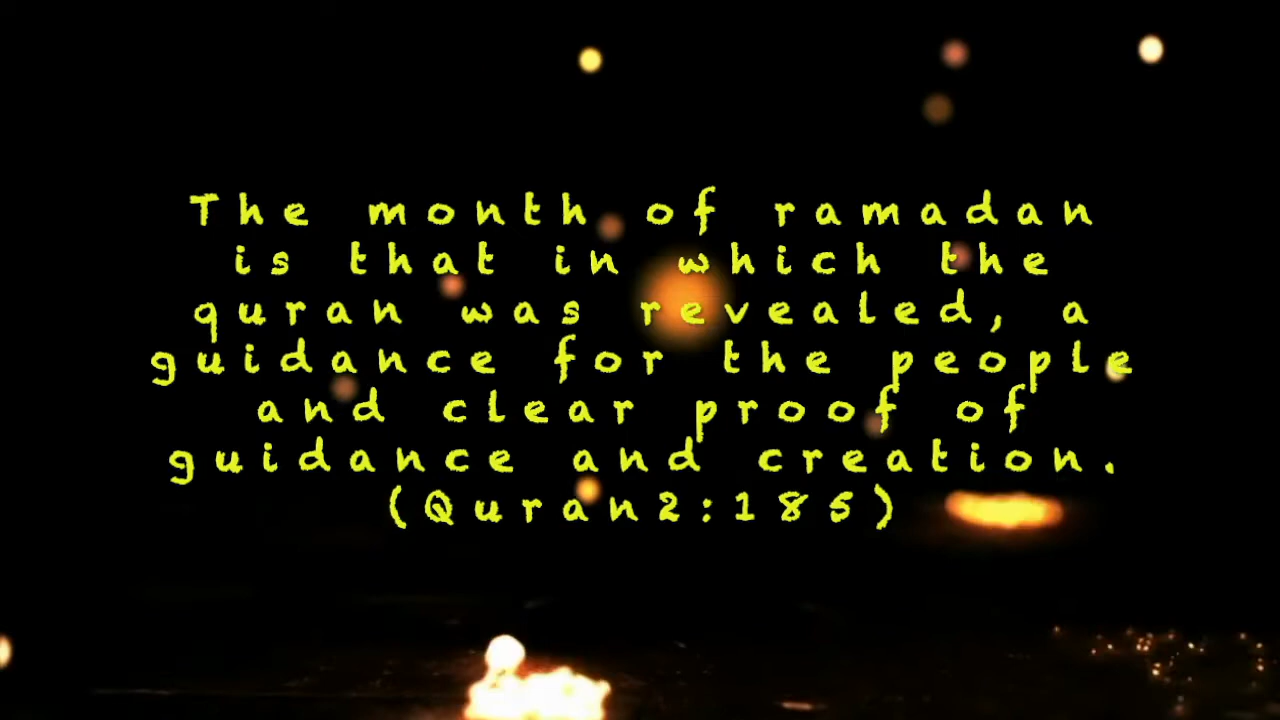 The month of ramadan
is that in which the
quran was revealed, a
guidance for the people
and clear proof of
guidance and creation.
(Quran2:185)